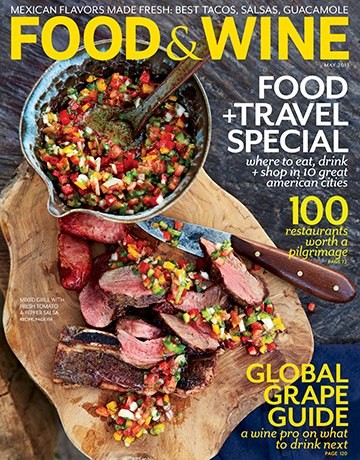 MEXICAN FLAVORS MADE FRESH: BEST TACOS, SALSAS, GUACAMOLE
FOOD & WINE
MAY 2013
FOOD
+TRAVEL
SPECIAL
where to eat, drink
+ shop in 10 great
american cities
100
restaurants
worth a
pilgrimage
PAGE 73
MIXED GRILL WITH
FRESH TOMATO
& PEPPER SALSA
GLOBAL
GRAPE
GUIDE
a wine pro on what
to drink next
PAGE 120